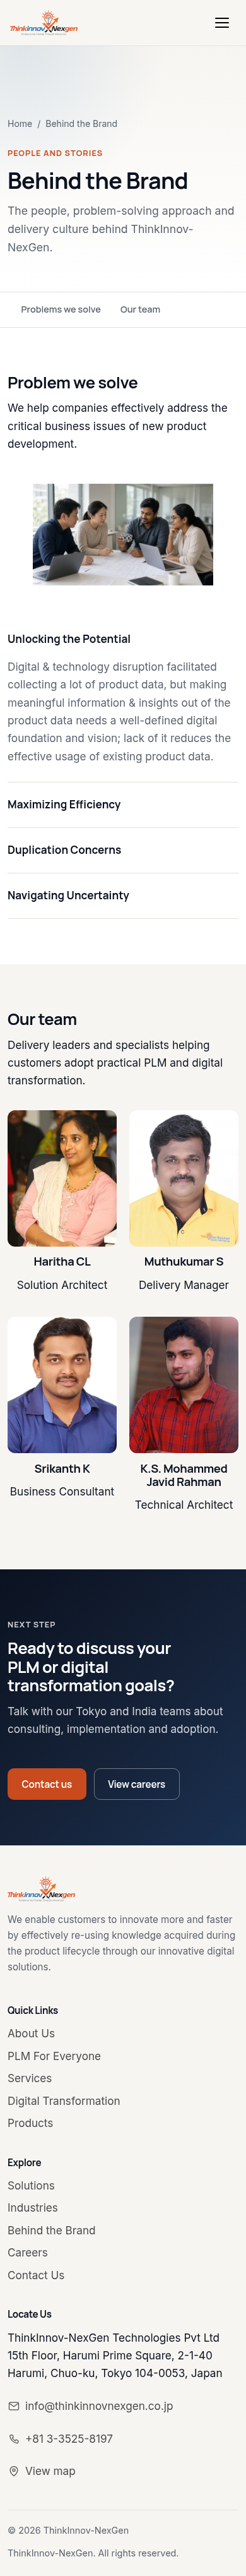 ThinkInnov NexGen
Home / Behind the Brand
PEOPLE AND STORIES
Behind the Brand
The people, problem-solving approach and
delivery culture behind ThinkInnov-
NexGen.
Problems we solve Our team
Problem we solve
We help companies effectively address the
critical business issues of new product
development.
Unlocking the Potential
Digital & technology disruption facilitated
collecting a lot of product data, but making
meaningful information & insights out of the
product data needs a well-defined digital
foundation and vision; lack of it reduces the
effective usage of existing product data.
Maximizing Efficiency
Duplication Concerns
Navigating Uncertainty
Our team
Delivery leaders and specialists helping
customers adopt practical PLM and digital
transformation.
Haritha CL
Solution Architect
Muthukumar S
Delivery Manager
Srikanth K
Business Consultant
K.S. Mohammed
Javid Rahman
Technical Architect
NEXT STEP
Ready to discuss your
PLM or digital
transformation goals?
Talk with our Tokyo and India teams about
consulting, implementation and adoption.
Contact us View careers
ThinkInnov NexGen
We enable customers to innovate more and faster
by effectively re-using knowledge acquired during
the product lifecycle through our innovative digital
solutions.
Quick Links
About Us
PLM For Everyone
Services
Digital Transformation
Products
Explore
Solutions
Industries
Behind the Brand
Careers
Contact Us
Locate Us
ThinkInnov-NexGen Technologies Pvt Ltd
15th Floor, Harumi Prime Square, 2-1-40
Harumi, Chuo-ku, Tokyo 104-0053, Japan
info@thinkinnovnexgen.co.jp
+81 3-3525-8197
View map
© 2026 ThinkInnov-NexGen
ThinkInnov-NexGen. All rights reserved.